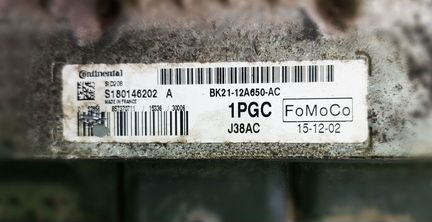 Continental
SID208
S180146202 A
MADE IN FRANCE
BK21-12A650-AC
1PGC
FoMoCo
J38AC
15-12-02